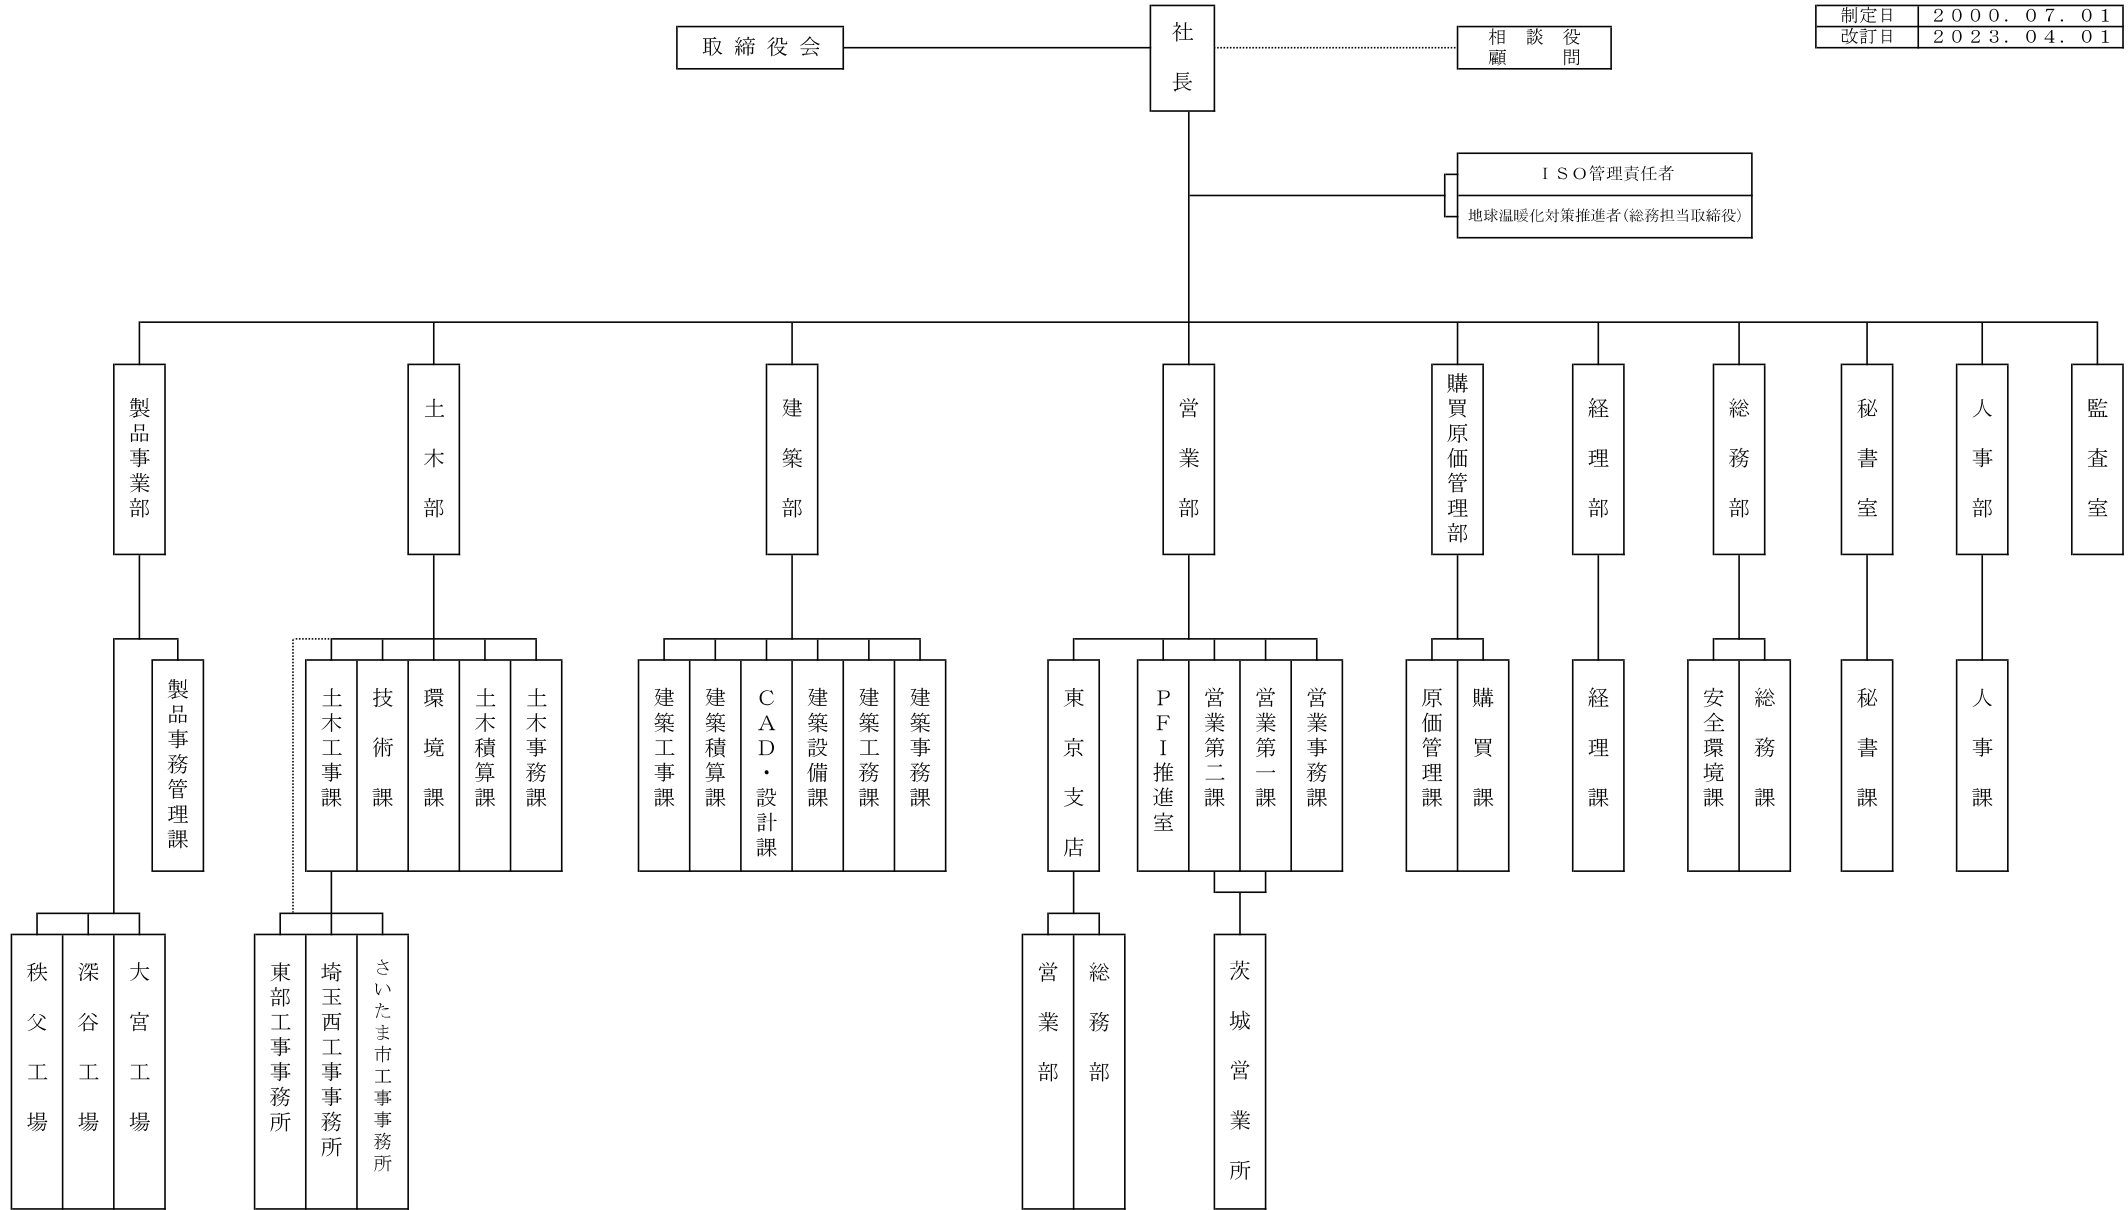 取締役会
社長
相談役
顧問
制定日 2000.07.01
改訂日 2023.04.01
ISO管理責任者
地球温暖化対策推進者(総務担当取締役)
製品事業部
土木部
建築部
営業部
購買原価管理部
経理部
総務部
秘書室
人事部
監査室
製品事務管理課
土木工事課
技術課
環境課
土木積算課
土木事務課
建築工事課
建築積算課
CAD・設計課
建築設備課
建築工務課
建築事務課
東京支店
PFI推進室
営業第二課
営業第一課
営業事務課
原価管理課
購買課
経理課
安全環境課
総務課
秘書課
人事課
秩父工場
深谷工場
大宮工場
東部工事事務所
埼玉西工事事務所
さいたま市工事事務所
営業部
総務部
茨城営業所